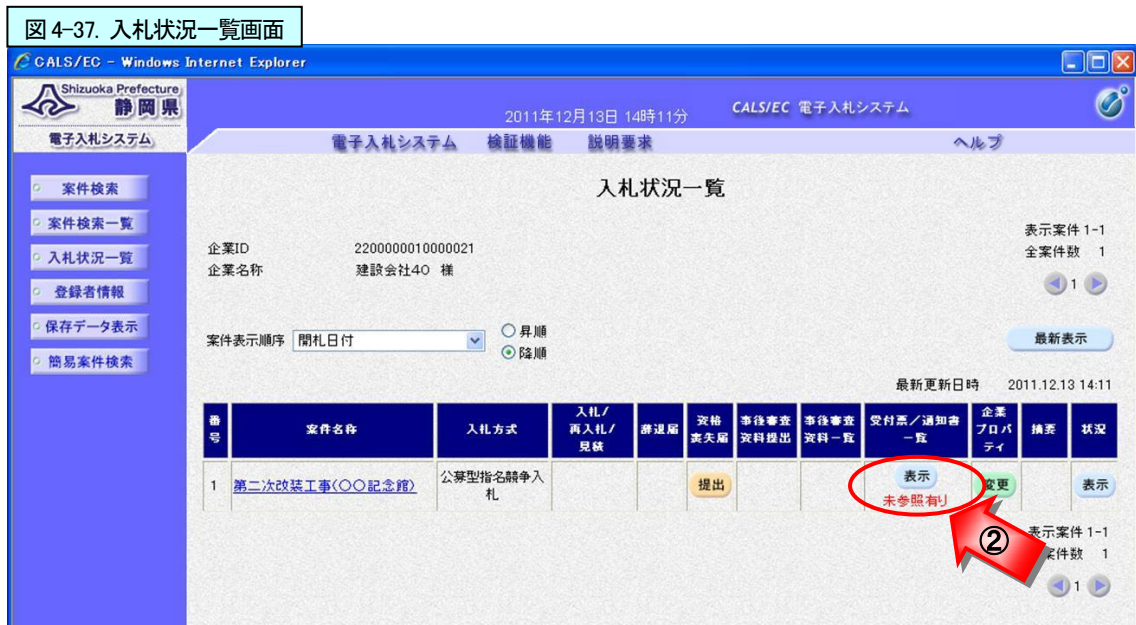 図 4-37. 入札状況一覧画面
CALS/EC - Windows Internet Explorer
Shizuoka Prefecture
静岡県
電子入札システム
2011年12月13日 14時11分
CALS/EC 電子入札システム
電子入札システム 検証機能 説明要求 ヘルプ
案件検索
案件検索一覧
入札状況一覧
登録者情報
保存データ表示
簡易案件検索
入札状況一覧
表示案件 1-1
全案件数 1
1
企業ID 2200000010000021
企業名称 建設会社40 様
案件表示順序 開札日付
昇順
降順
最新表示
最新更新日時 2011.12.13 14:11
番号 案件名称 入札方式 入札/再入札/見積 辞退届 資格喪失届 事後審査資料提出 事後審査資料一覧 受付票/通知書一覧 企業プロパティ 摘要 状況
1 第二次改装工事(〇〇記念館) 公募型指名競争入札 提出 表示 未参照有り 変更 表示
②
表示案件 1-1
案件数 1
1